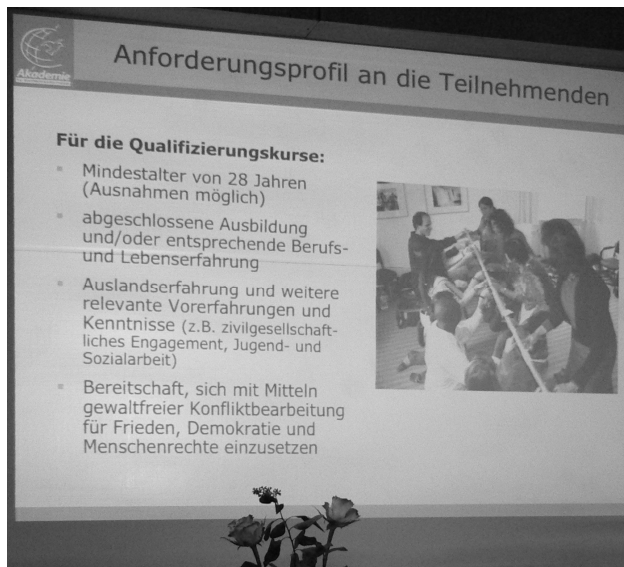 Akademie
Anforderungsprofil an die Teilnehmenden
Für die Qualifizierungskurse:
Mindestalter von 28 Jahren
(Ausnahmen möglich)
abgeschlossene Ausbildung
und/oder entsprechende Berufs-
und Lebenserfahrung
Auslandserfahrung und weitere
relevante Vorerfahrungen und
Kenntnisse (z.B. zivilgesellschaft-
liches Engagement, Jugend- und
Sozialarbeit)
Bereitschaft, sich mit Mitteln
gewaltfreier Konfliktbearbeitung
für Frieden, Demokratie und
Menschenrechte einzusetzen